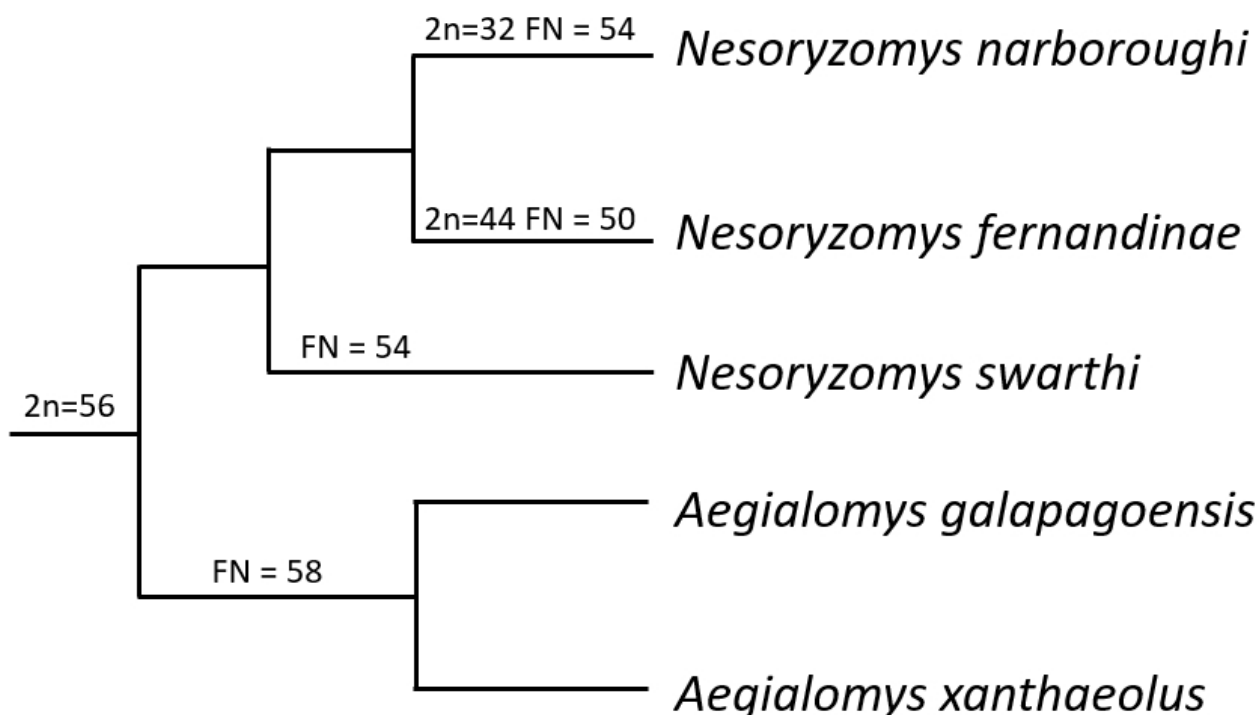 2n=32 FN = 54
Nesoryzomys narboroughi
2n=44 FN = 50
Nesoryzomys fernandinae
FN = 54
Nesoryzomys swarthi
2n=56
Aegialomys galapagoensis
FN = 58
Aegialomys xanthaeolus